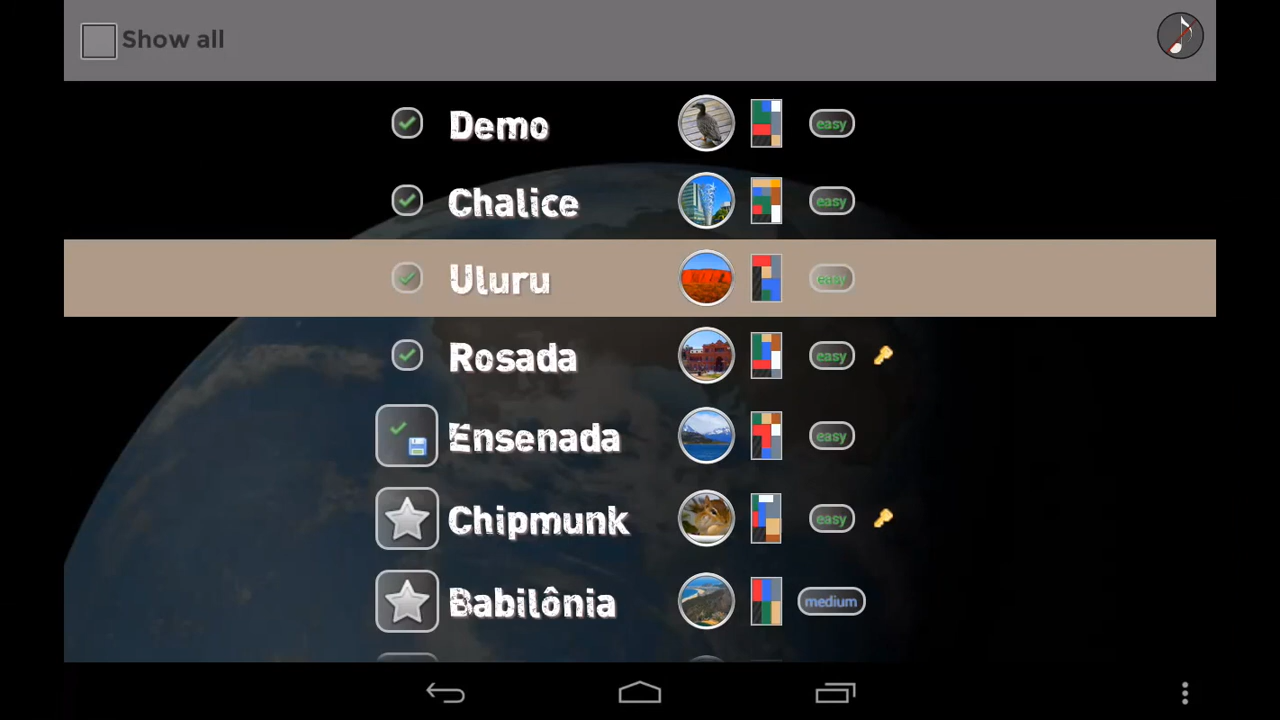 Show all
Demo easy
Chalice easy
Uluru easy
Rosada easy
Ensenada easy
Chipmunk easy
Babilônia medium